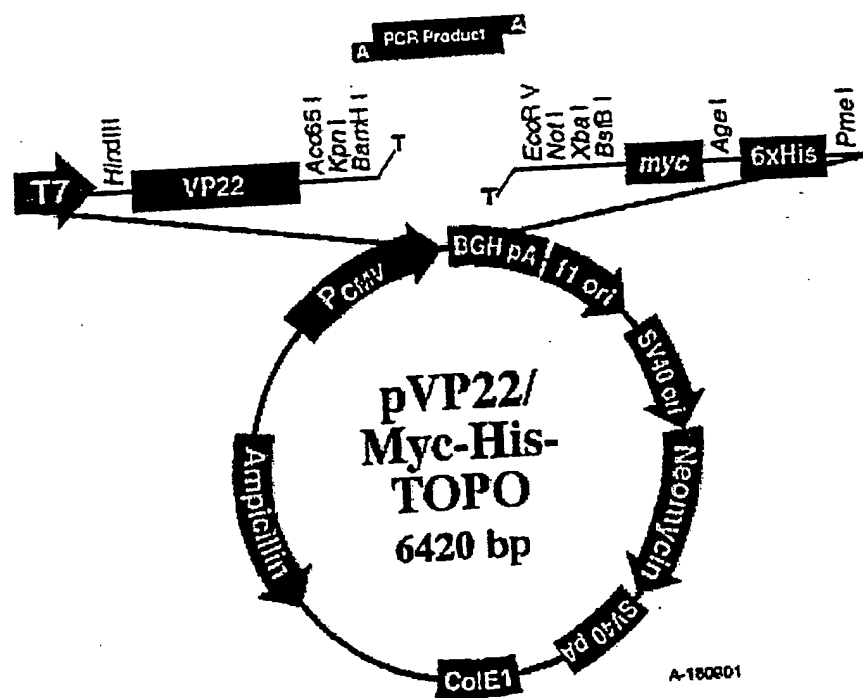 A PCR Product A
HindIII
Acc65 I
Kpn I
BamH I
T
EcoR V
Not I
Xba I
BstB I
Age I
Pme I
T7
VP22
T
myc
6xHis
P CMV
BGH pA
f1 ori
SV40 ori
Neomycin
SV40 pA
ColE1
Ampicillin
pVP22/
Myc-His-
TOPO
6420 bp
A-150901